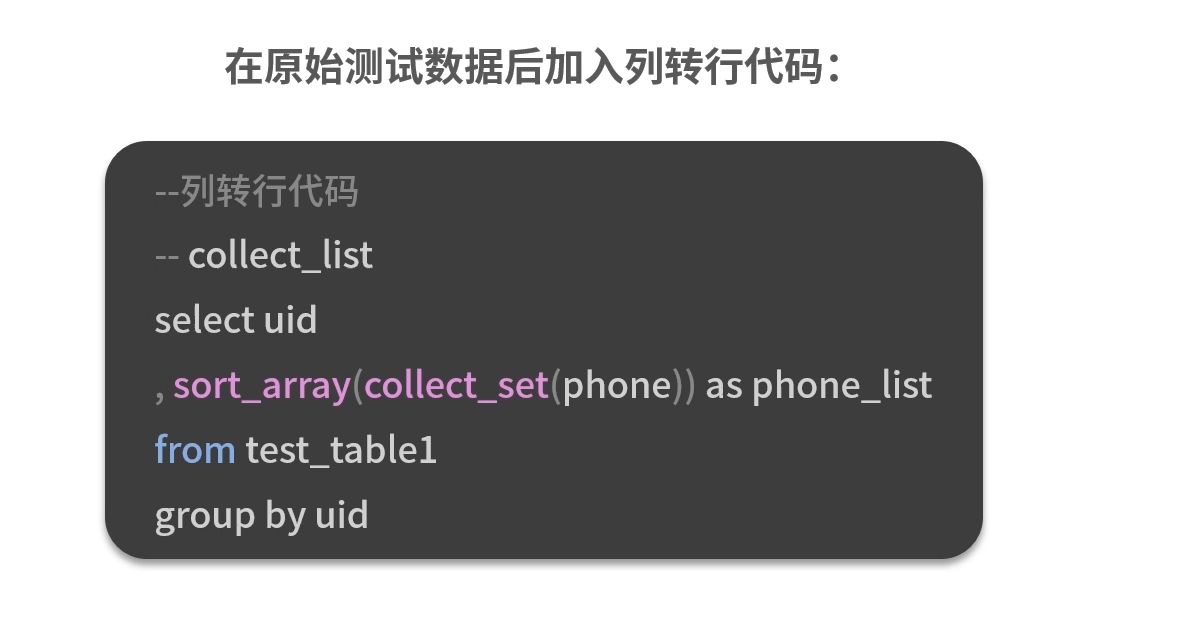 在原始测试数据后加入列转行代码：
--列转行代码
-- collect_list
select uid
, sort_array(collect_set(phone)) as phone_list
from test_table1
group by uid